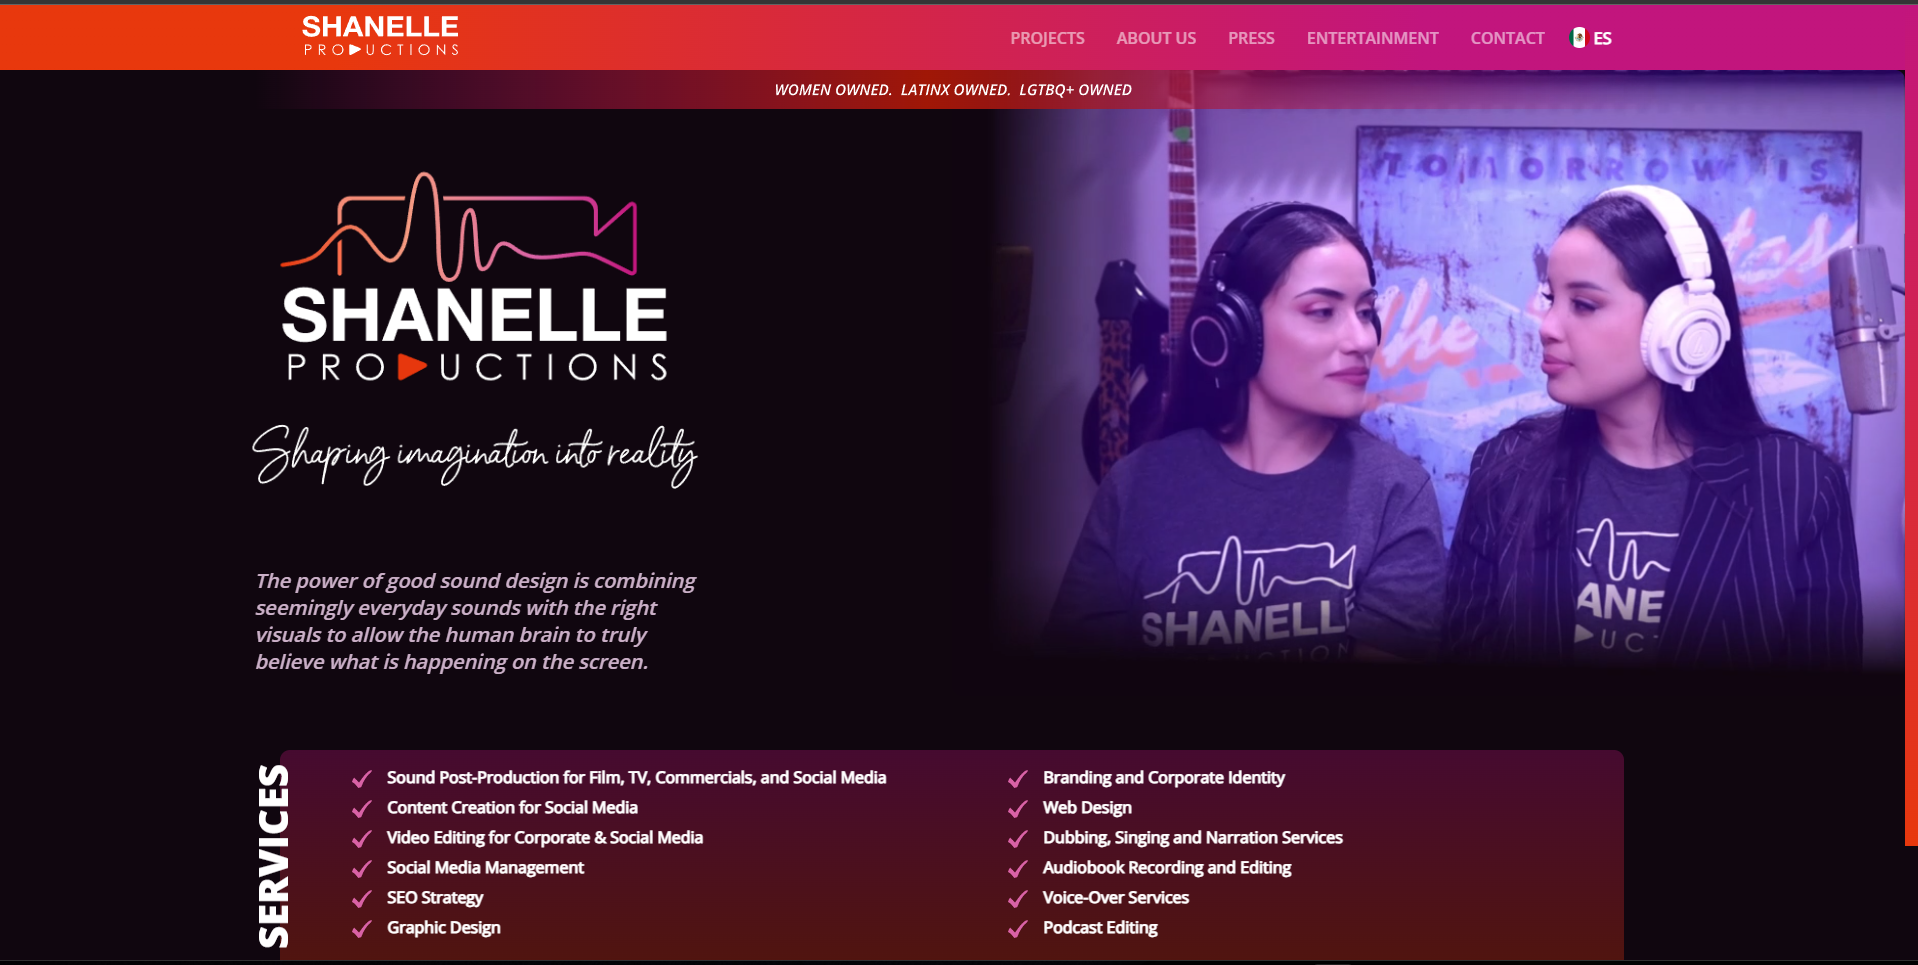 SHANELLE
PRODUCTIONS
PROJECTS ABOUT US PRESS ENTERTAINMENT CONTACT ES
WOMEN OWNED. LATINX OWNED. LGTBQ+ OWNED
TOMORROW IS
the
SHANELLE
PRODUCTIONS
Shaping imagination into reality
The power of good sound design is combining
seemingly everyday sounds with the right
visuals to allow the human brain to truly
believe what is happening on the screen.
SHANELL
UCTION
ANE
UC
SERVICES
Sound Post-Production for Film, TV, Commercials, and Social Media
Content Creation for Social Media
Video Editing for Corporate & Social Media
Social Media Management
SEO Strategy
Graphic Design
Branding and Corporate Identity
Web Design
Dubbing, Singing and Narration Services
Audiobook Recording and Editing
Voice-Over Services
Podcast Editing